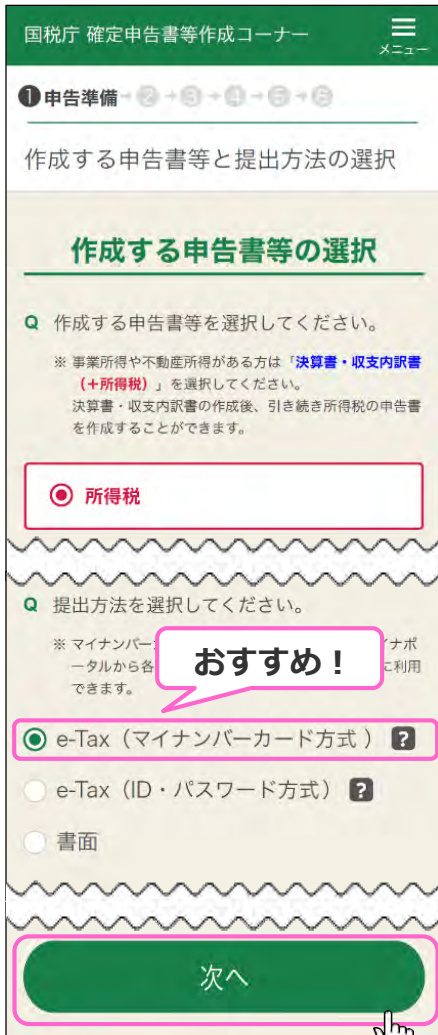 国税庁 確定申告書等作成コーナー
メニュー
❶申告準備→②→③→④→⑤→⑥
作成する申告書等と提出方法の選択
作成する申告書等の選択
Q 作成する申告書等を選択してください。
※ 事業所得や不動産所得がある方は「決算書・収支内訳書
（＋所得税）」を選択してください。
決算書・収支内訳書の作成後、引き続き所得税の申告書
を作成することができます。
所得税
Q 提出方法を選択してください。
※ マイナンバー
ナポ
ータルから各
に利用
できます。
おすすめ！
e-Tax（マイナンバーカード方式 ） ?
e-Tax（ID・パスワード方式） ?
書面
次へ